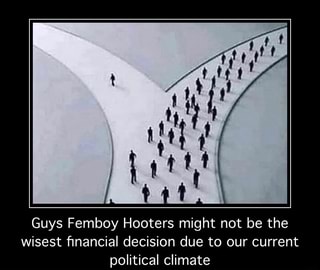 Guys Femboy Hooters might not be the
wisest financial decision due to our current
political climate